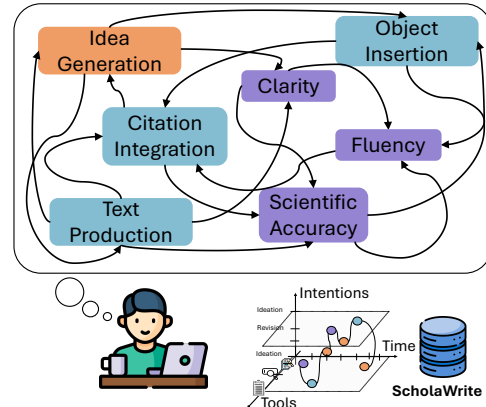 Idea
Generation
Object
Insertion
Clarity
Citation
Integration
Fluency
Text
Production
Scientific
Accuracy
Intentions
Ideation
Revision
Ideation
Time
Tools
ScholaWrite